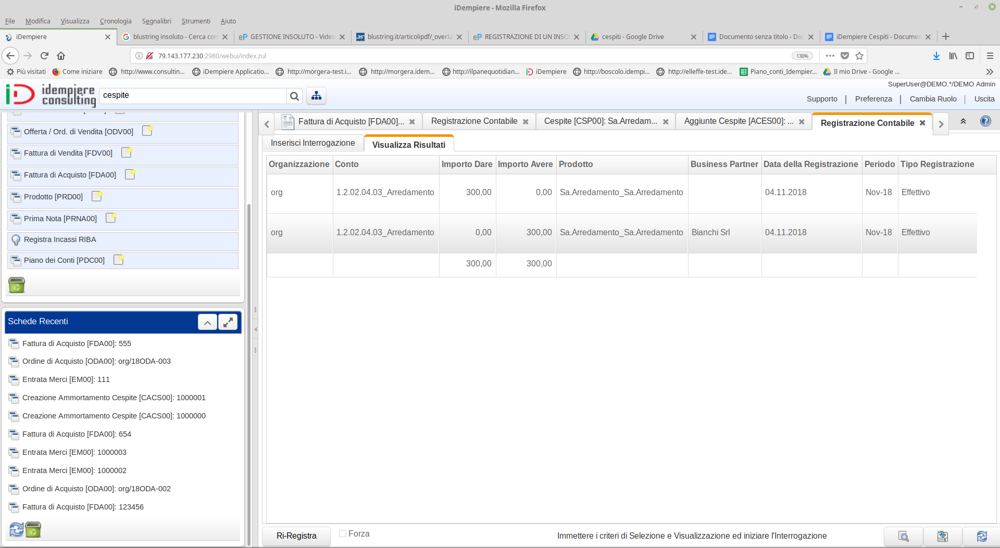 iDempiere - Mozilla Firefox
File Modifica Visualizza Cronologia Segnalibri Strumenti Aiuto
iDempiere
blustring insoluto - Cerca con
GESTIONE INSOLUTO - Video
blustring.it/articolipdf/_overla
REGISTRAZIONE DI UN INSO
cespiti - Google Drive
Documento senza titolo - Doc
iDempiere Cespiti - Documen
79.143.177.230:2980/webui/index.zul
130%
Più visitati
Come iniziare
http://www.consultin...
iDempiere Applicatio...
http://morgera-test.i...
http://morgera.idem...
http://ilpanequotidian...
iDempiere
http://boscolo.idempi...
http://elleffe-test.ide...
Piano_conti_Idempier...
Il mio Drive - Google ...
idempiere
consulting
cespite
SuperUser@DEMO.*/DEMO Admin
Supporto | Preferenza | Cambia Ruolo | Uscita
Offerta / Ord. di Vendita [ODV00]
Fattura di Vendita [FDV00]
Fattura di Acquisto [FDA00]
Prodotto [PRD00]
Prima Nota [PRNA00]
Registra Incassi RIBA
Piano dei Conti [PDC00]
Schede Recenti
Fattura di Acquisto [FDA00]: 555
Ordine di Acquisto [ODA00]: org/18ODA-003
Entrata Merci [EM00]: 111
Creazione Ammortamento Cespite [CACS00]: 1000001
Creazione Ammortamento Cespite [CACS00]: 1000000
Fattura di Acquisto [FDA00]: 654
Entrata Merci [EM00]: 1000003
Entrata Merci [EM00]: 1000002
Ordine di Acquisto [ODA00]: org/18ODA-002
Fattura di Acquisto [FDA00]: 123456
Fattura di Acquisto [FDA00]...
Registrazione Contabile
Cespite [CSP00]: Sa.Arredam...
Aggiunte Cespite [ACES00]: ...
Registrazione Contabile
Inserisci Interrogazione
Visualizza Risultati
Organizzazione Conto Importo Dare Importo Avere Prodotto Business Partner Data della Registrazione Periodo Tipo Registrazione
org 1.2.02.04.03_Arredamento 300,00 0,00 Sa.Arredamento_Sa.Arredamento 04.11.2018 Nov-18 Effettivo
org 1.2.02.04.03_Arredamento 0,00 300,00 Sa.Arredamento_Sa.Arredamento Bianchi Srl 04.11.2018 Nov-18 Effettivo
300,00 300,00
Ri-Registra
Forza
Immettere i criteri di Selezione e Visualizzazione ed iniziare l'Interrogazione